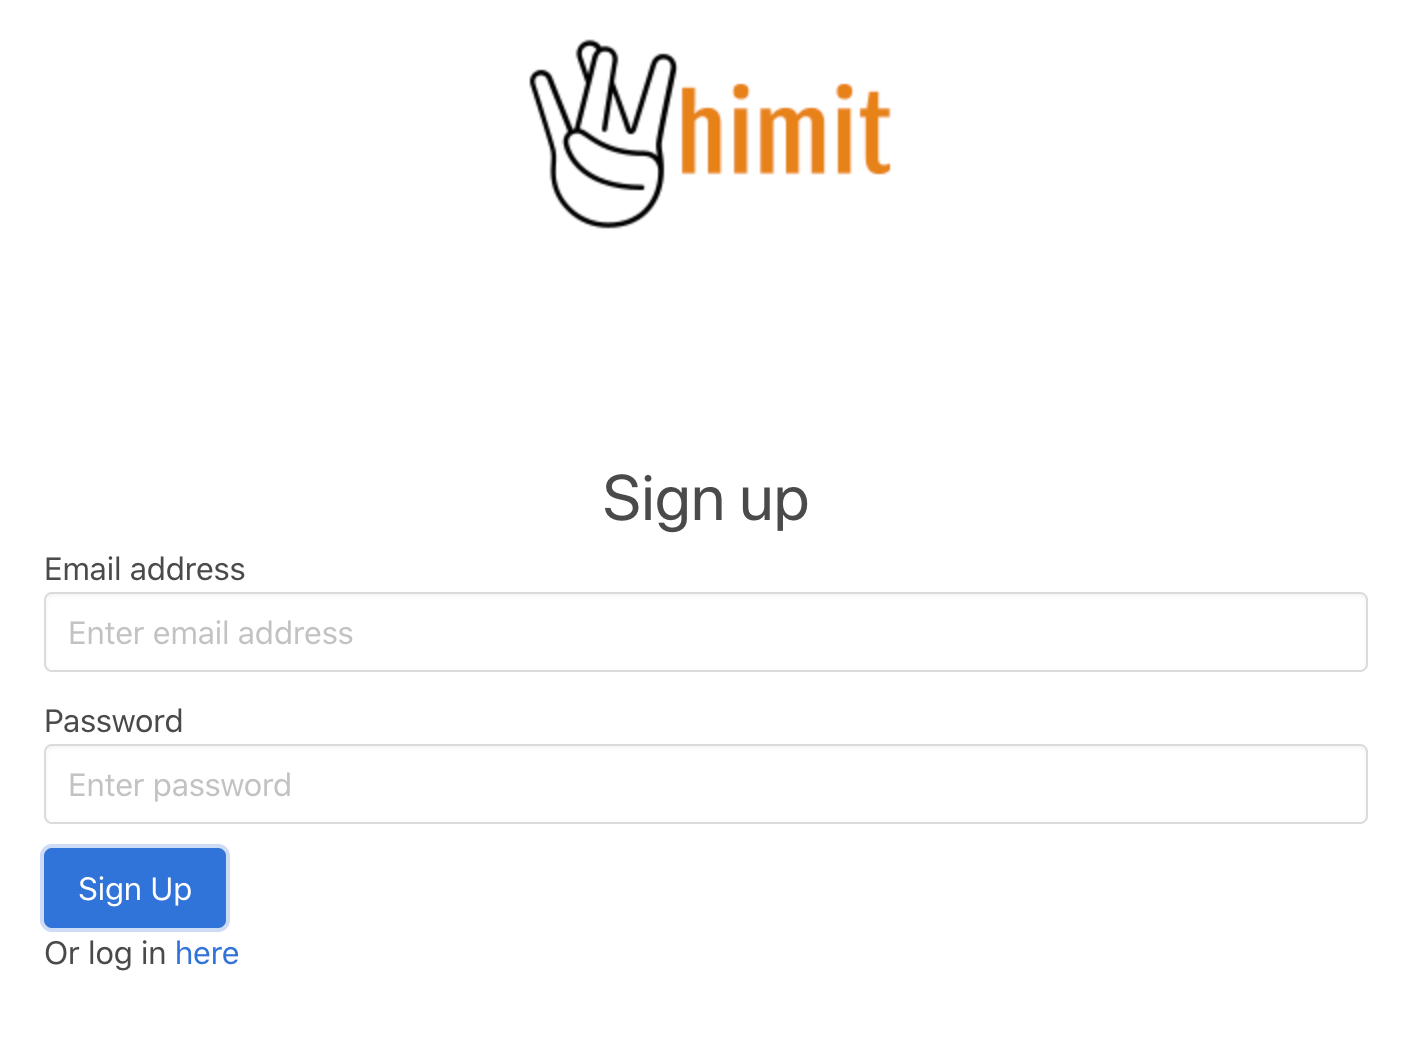 Whimit
Sign up
Email address
Enter email address
Password
Enter password
Sign Up
Or log in here